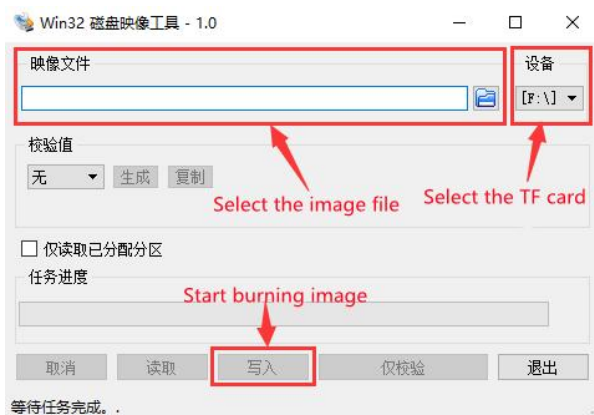 Win32 磁盘映像工具 - 1.0
映像文件
设备
[F:\]
校验值
无
生成
复制
Select the image file
Select the TF card
仅读取已分配分区
任务进度
Start burning image
取消
读取
写入
仅校验
退出
等待任务完成。.